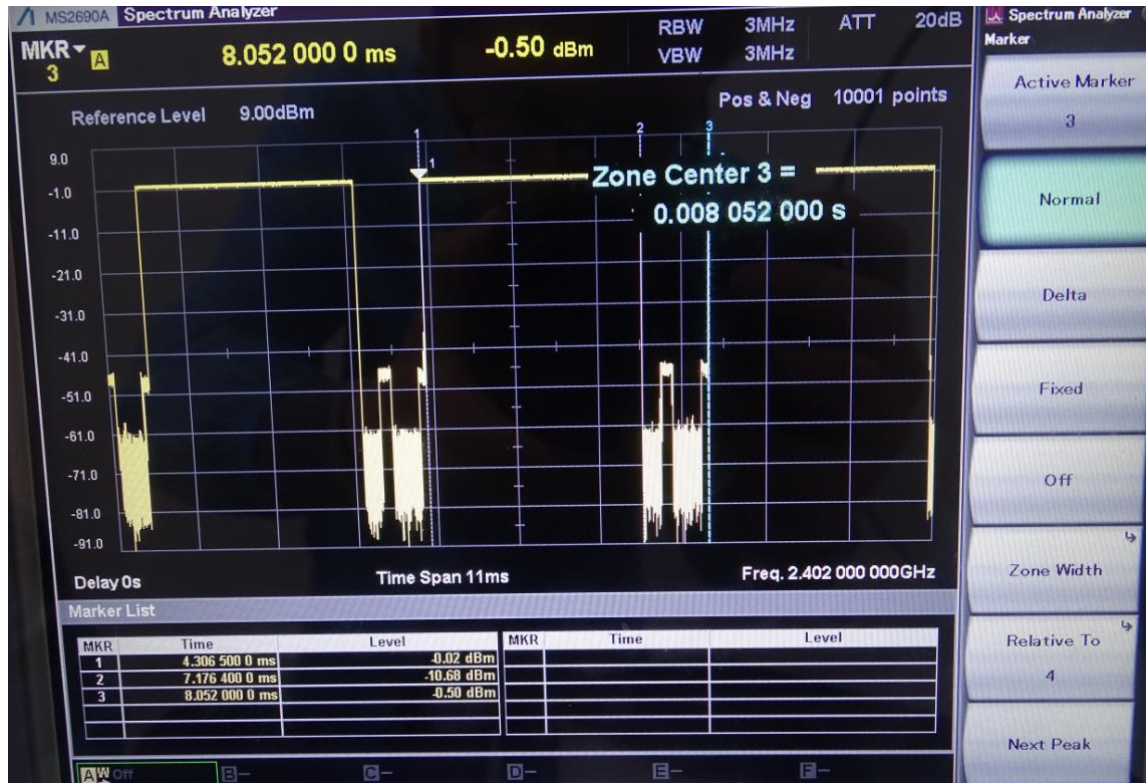 MS2690A Spectrum Analyzer
MKR A 8.052 000 0 ms -0.50 dBm RBW 3MHz ATT 20dB
3 VBW 3MHz
Reference Level 9.00dBm Pos & Neg 10001 points
1 2 3
9.0
1
Zone Center 3 =
-1.0
0.008 052 000 s
-11.0
-21.0
-31.0
-41.0
-51.0
-61.0
-71.0
-81.0
-91.0
Delay 0s Time Span 11ms Freq. 2.402 000 000GHz
Marker List
MKR Time Level MKR Time Level
1 4.306 500 0 ms -0.02 dBm
2 7.176 400 0 ms -10.68 dBm
3 8.052 000 0 ms -0.50 dBm
A W Off B- C- D- E- F-
Spectrum Analyzer
Marker
Active Marker
3
Normal
Delta
Fixed
Off
Zone Width
Relative To
4
Next Peak